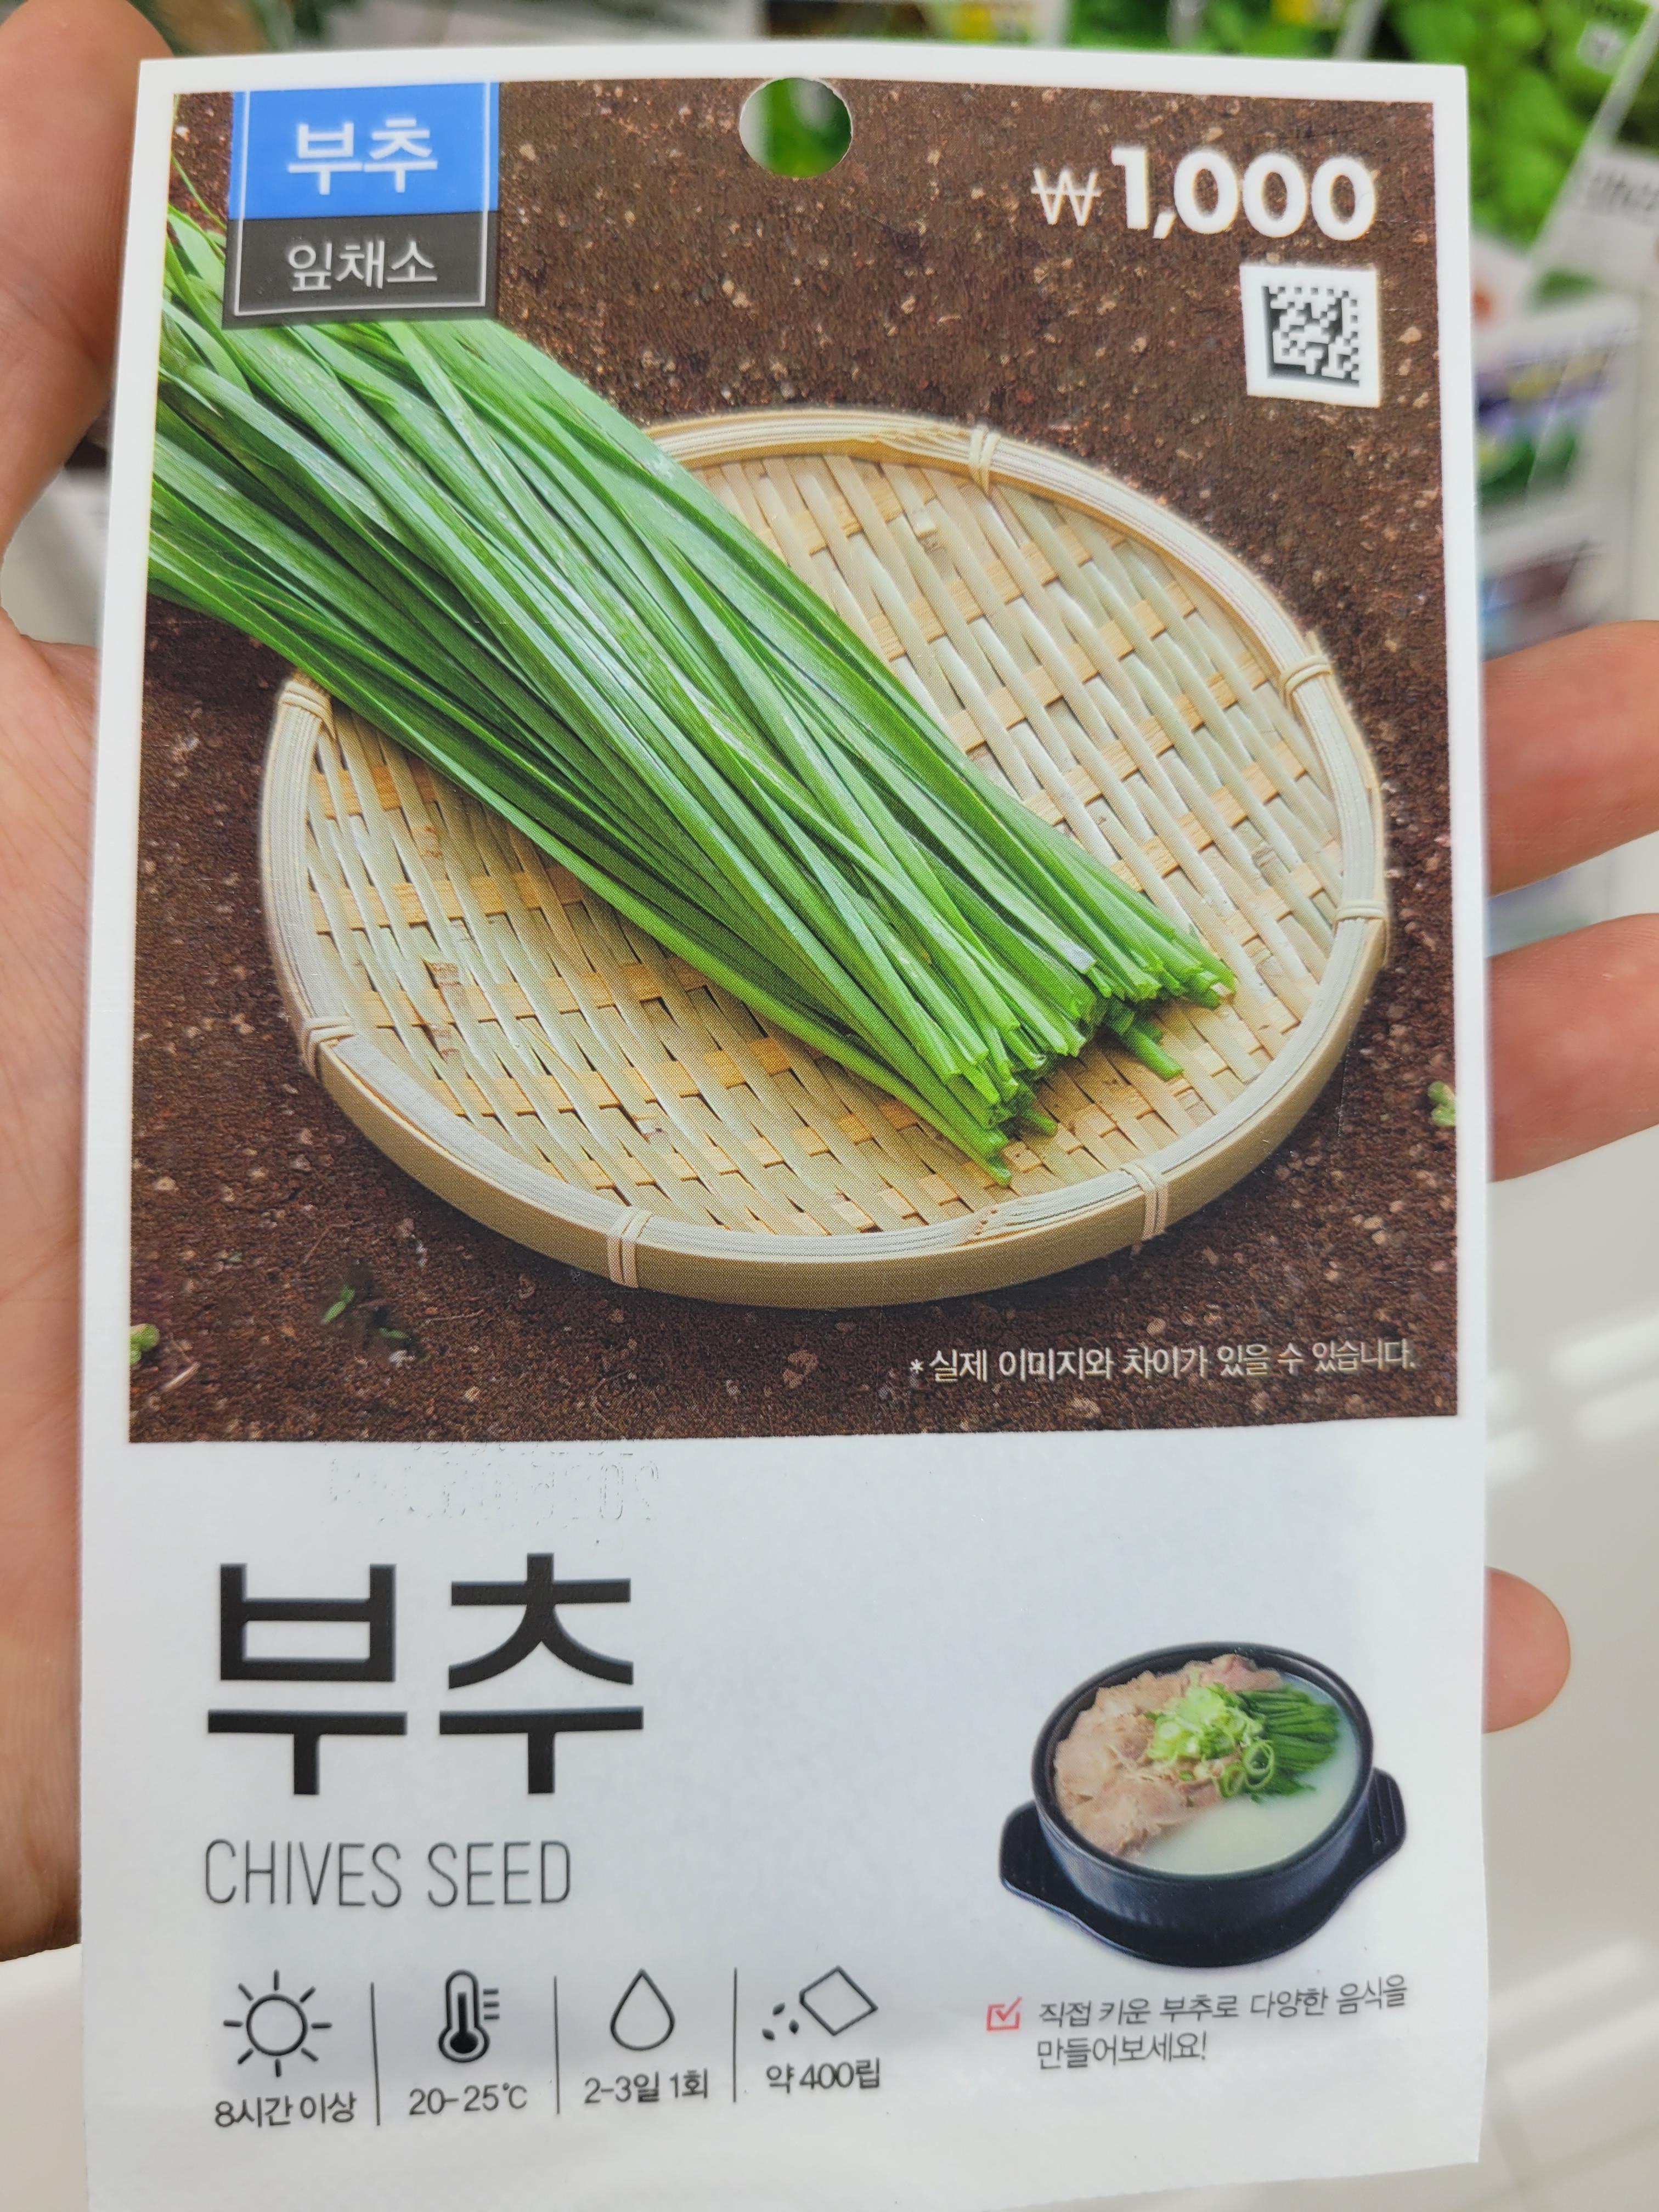 부추
잎채소
₩1,000
*실제 이미지와 차이가 있을 수 있습니다.
부추
CHIVES SEED
8시간 이상
20-25℃
2-3일 1회
약 400립
직접 키운 부추로 다양한 음식을
만들어보세요!